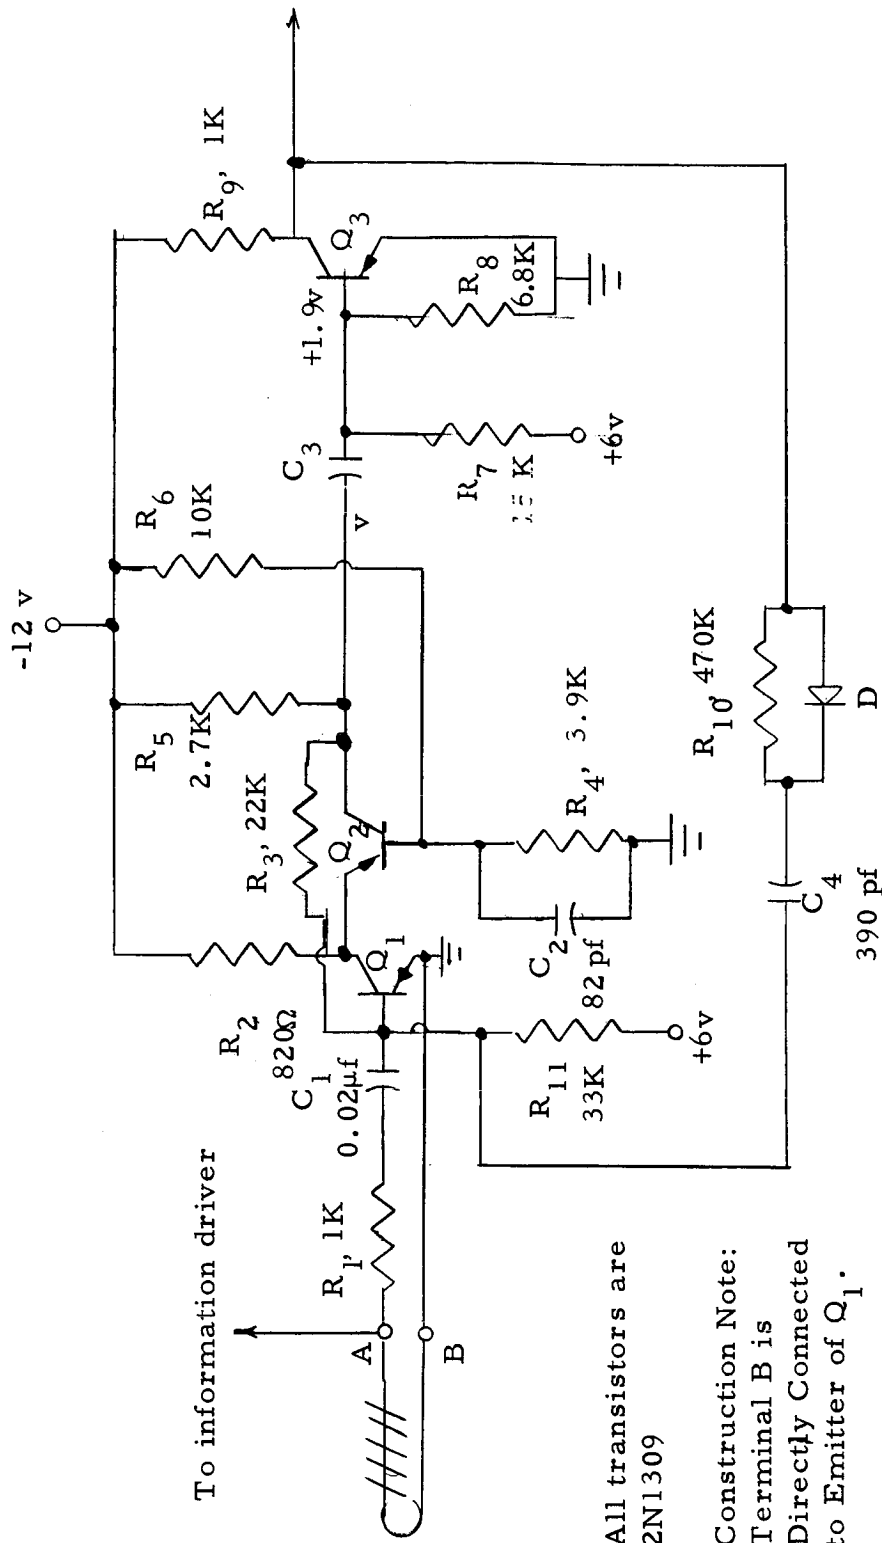 -12 v
To information driver
R2
820Ω
R5
2.7K
R6
10K
R9, 1K
C1
0.02μf
R3, 22K
C3
+1.9v
R1, 1K
Q1
Q2
v
Q3
A
B
R11
33K
C2
82 pf
R4, 3.9K
R7
K
R8
6.8K
+6v
+6v
All transistors are
2N1309
R10, 470K
Construction Note:
Terminal B is
Directly Connected
to Emitter of Q1.
C4
390 pf
D